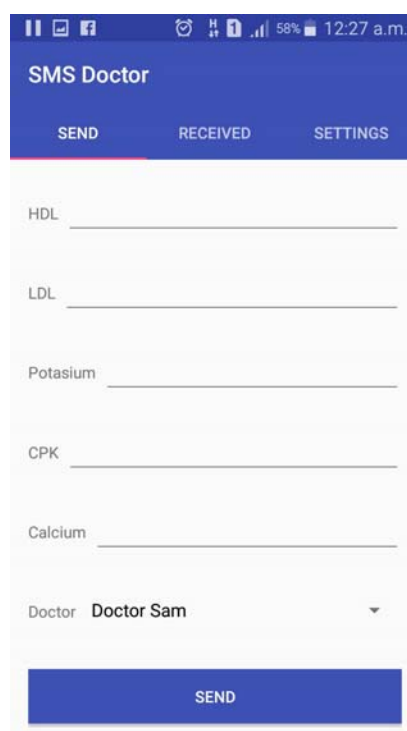 58% 12:27 a.m.
SMS Doctor
SEND RECEIVED SETTINGS
HDL
LDL
Potasium
CPK
Calcium
Doctor Doctor Sam
SEND